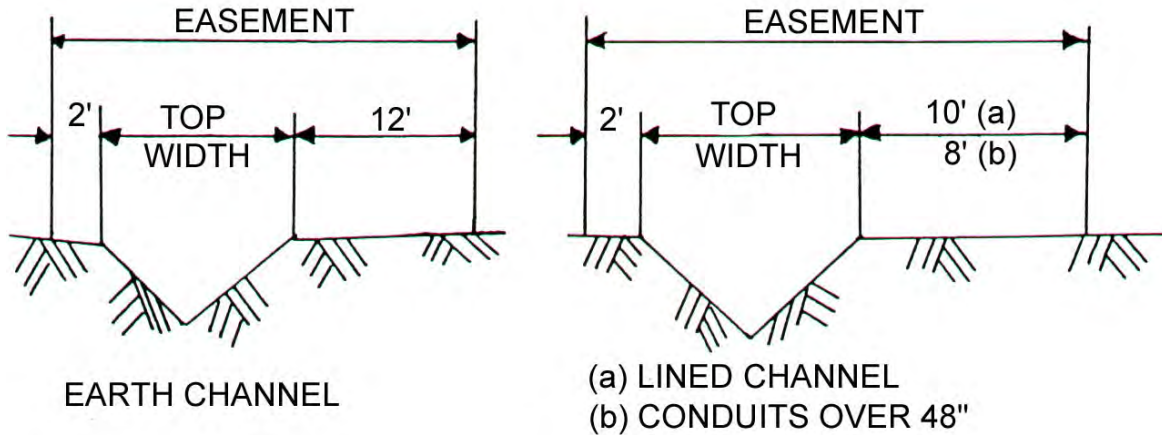 EASEMENT
2'
TOP
WIDTH
12'
EARTH CHANNEL
EASEMENT
2'
TOP
WIDTH
10' (a)
8' (b)
(a) LINED CHANNEL
(b) CONDUITS OVER 48"